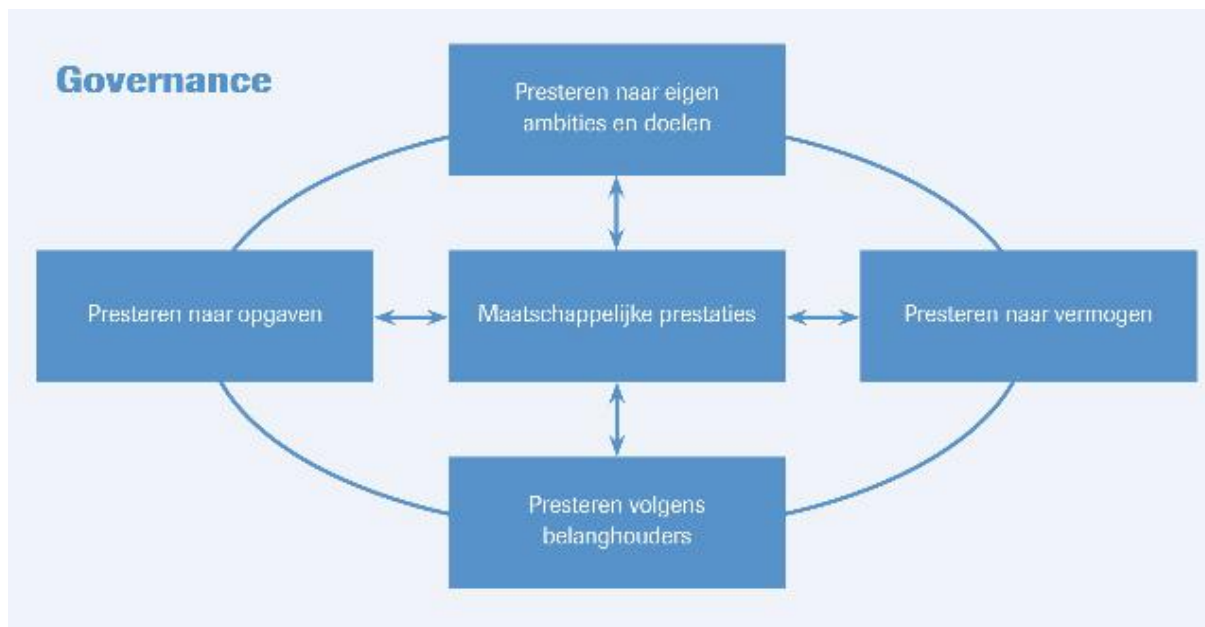 Governance
Presteren naar eigen
ambities en doelen
Presteren naar opgaven
Maatschappelijke prestaties
Presteren naar vermogen
Presteren volgens
belanghouders